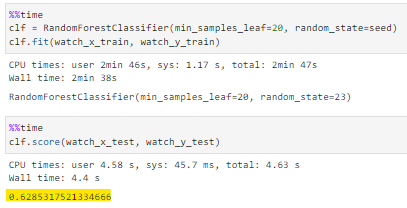 %%time
clf = RandomForestClassifier(min_samples_leaf=20, random_state=seed)
clf.fit(watch_x_train, watch_y_train)
CPU times: user 2min 46s, sys: 1.17 s, total: 2min 47s
Wall time: 2min 38s
RandomForestClassifier(min_samples_leaf=20, random_state=23)
%%time
clf.score(watch_x_test, watch_y_test)
CPU times: user 4.58 s, sys: 45.7 ms, total: 4.63 s
Wall time: 4.4 s
0.6285317521334666